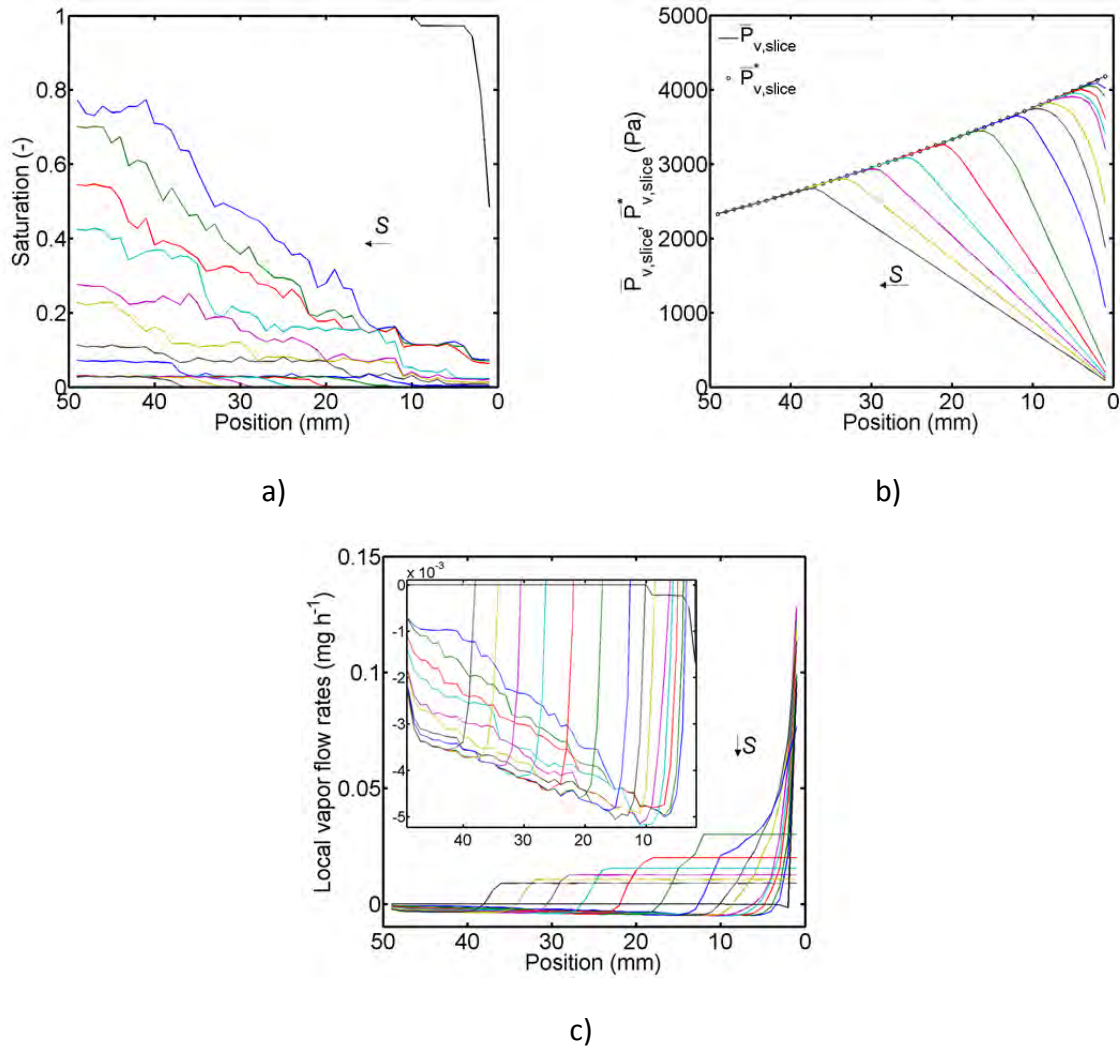 1
0.8
0.6
0.4
0.2
0
Saturation (-)
S
50 40 30 20 10 0
Position (mm)
a)
5000
4000
3000
2000
1000
0
P̅v,slice, P̅*v,slice (Pa)
P̅v,slice
P̅*v,slice
S
50 40 30 20 10 0
Position (mm)
b)
0.15
0.1
0.05
0
Local vapor flow rates (mg h⁻¹)
x 10⁻³
0
-1
-2
-3
-4
-5
40 30 20 10
S
50 40 30 20 10 0
Position (mm)
c)